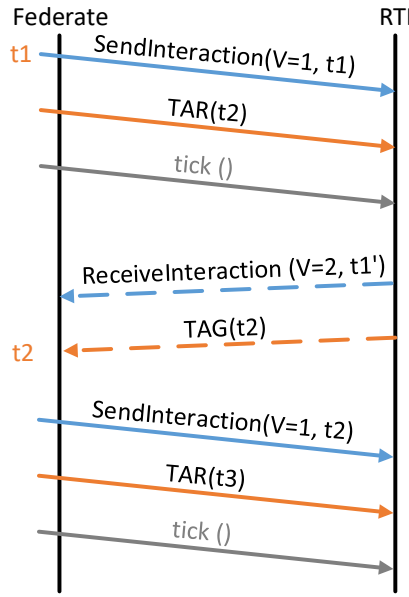 Federate RTI
t1 SendInteraction(V=1, t1)
TAR(t2)
tick ()
ReceiveInteraction (V=2, t1')
TAG(t2)
t2
SendInteraction(V=1, t2)
TAR(t3)
tick ()